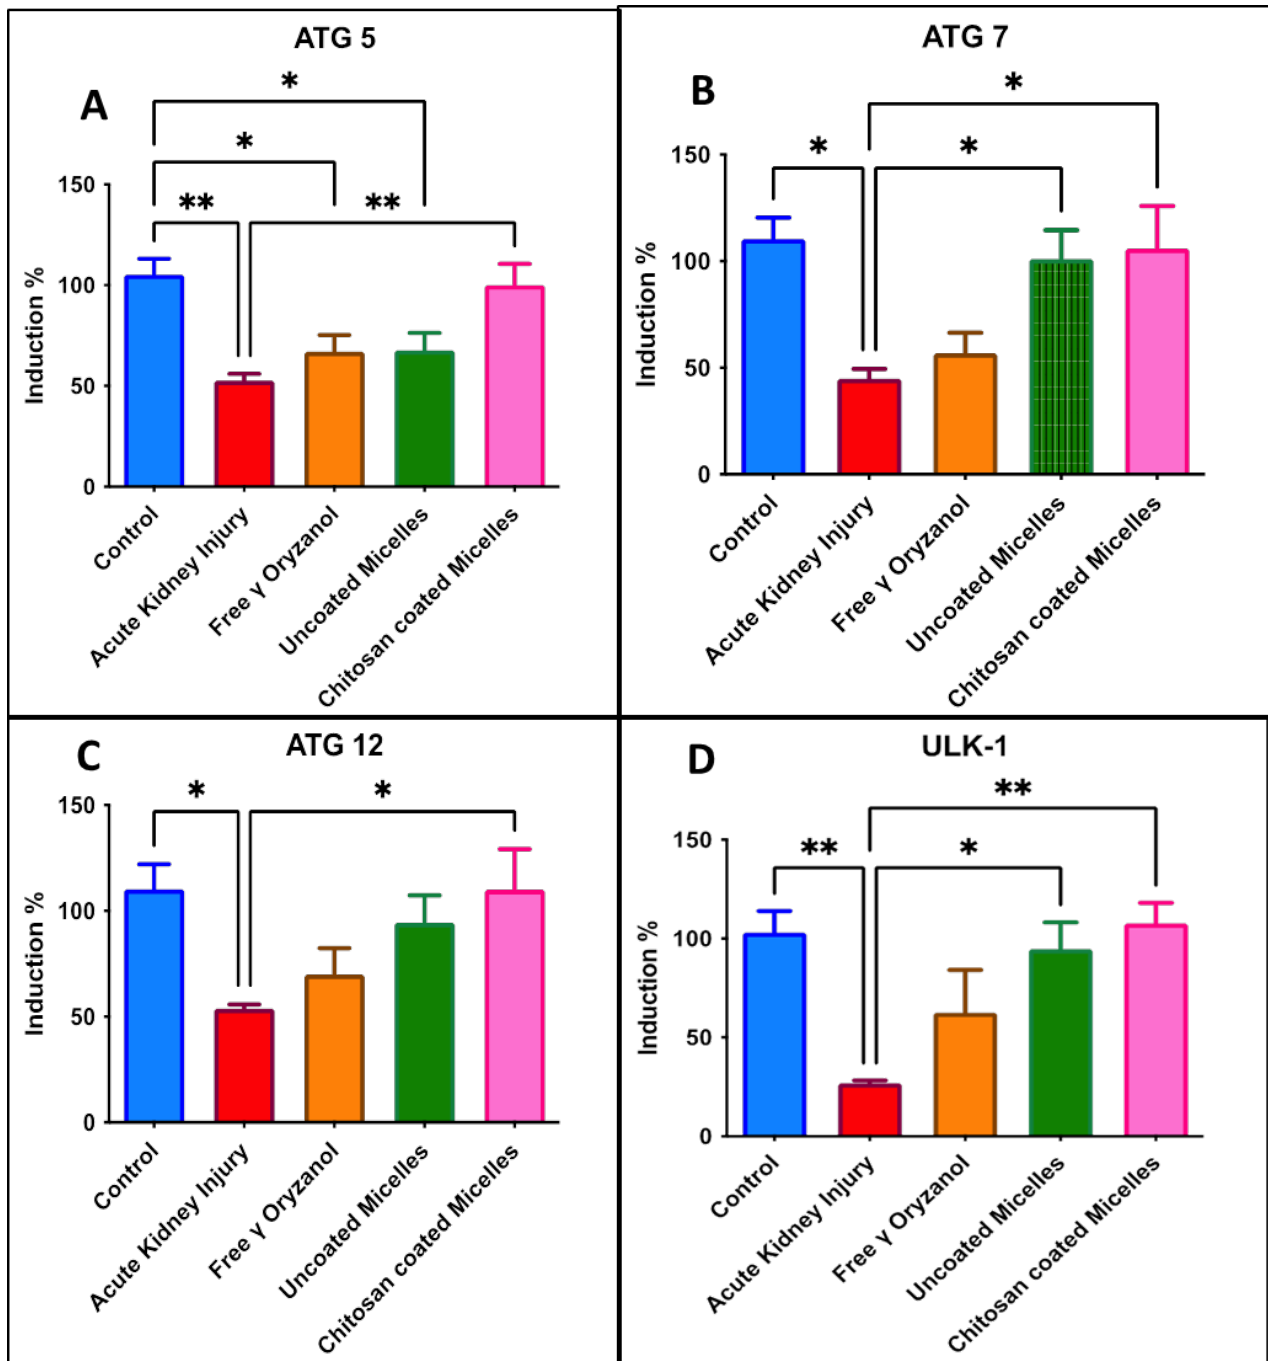 ATG 5
A
*
*
** **
150
100
50
0
Induction %
Control
Acute Kidney Injury
Free γ Oryzanol
Uncoated Micelles
Chitosan coated Micelles
ATG 7
B
*
* *
150
100
50
0
Induction %
Control
Acute Kidney Injury
Free γ Oryzanol
Uncoated Micelles
Chitosan coated Micelles
ATG 12
C
* *
150
100
50
0
Induction %
Control
Acute Kidney Injury
Free γ Oryzanol
Uncoated Micelles
Chitosan coated Micelles
ULK-1
D
**
** *
150
100
50
0
Induction %
Control
Acute Kidney Injury
Free γ Oryzanol
Uncoated Micelles
Chitosan coated Micelles